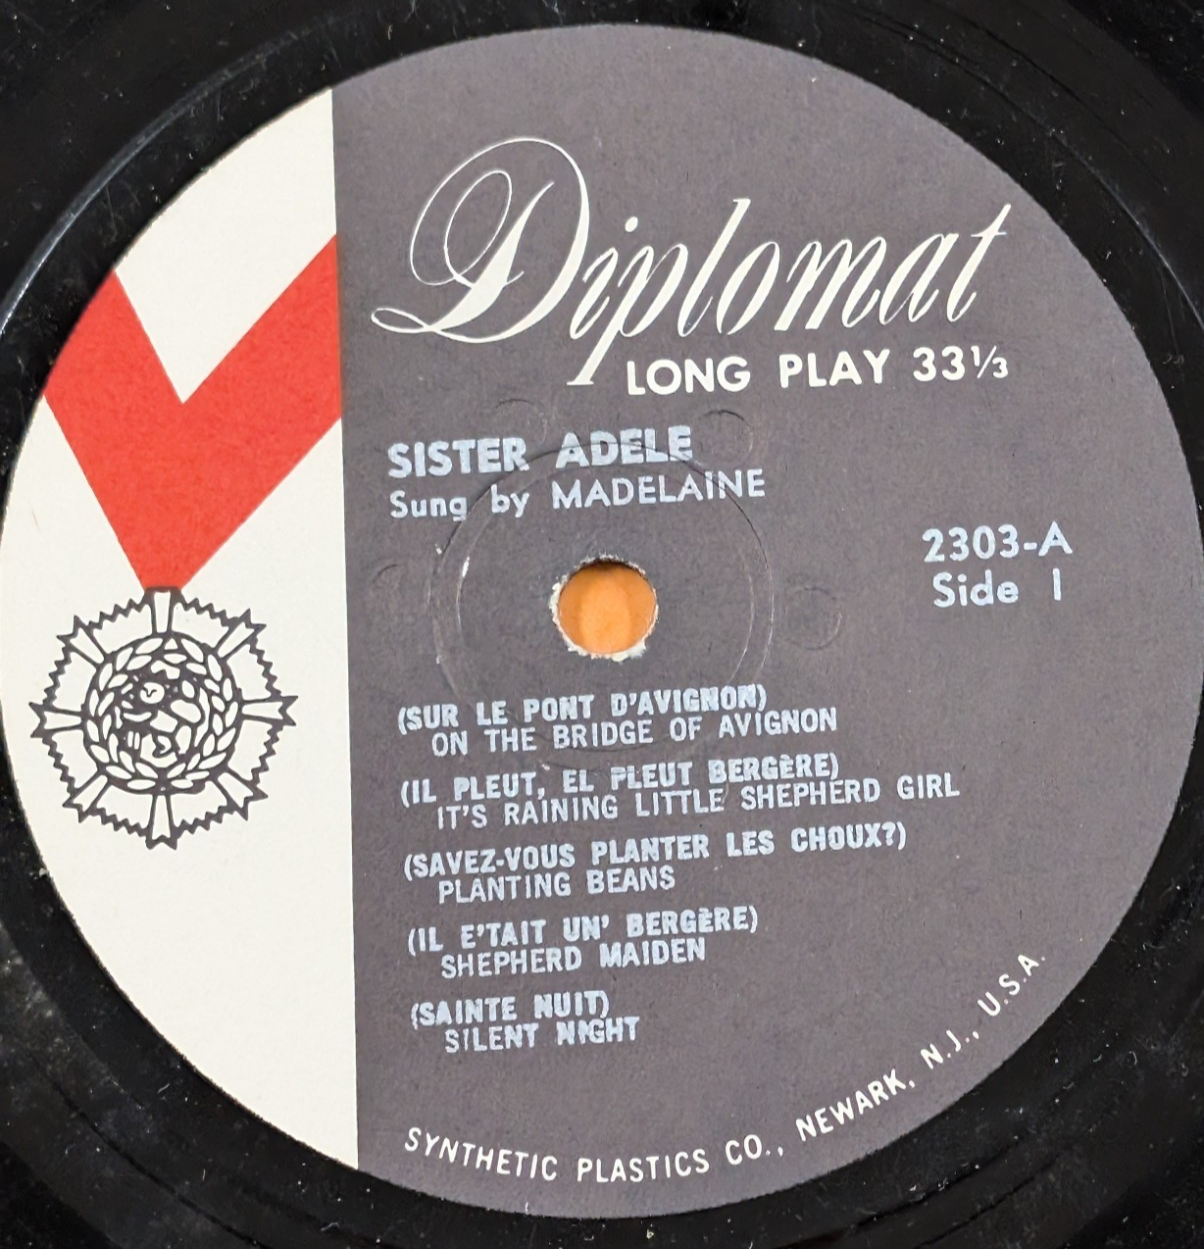 Diplomat
LONG PLAY 33⅓
SISTER ADELE
Sung by MADELAINE
2303-A
Side 1
(SUR LE PONT D'AVIGNON)
ON THE BRIDGE OF AVIGNON
(IL PLEUT, EL PLEUT BERGÈRE)
IT'S RAINING LITTLE SHEPHERD GIRL
(SAVEZ-VOUS PLANTER LES CHOUX?)
PLANTING BEANS
(IL E'TAIT UN' BERGÈRE)
SHEPHERD MAIDEN
(SAINTE NUIT)
SILENT NIGHT
SYNTHETIC PLASTICS CO., NEWARK, N.J., U.S.A.